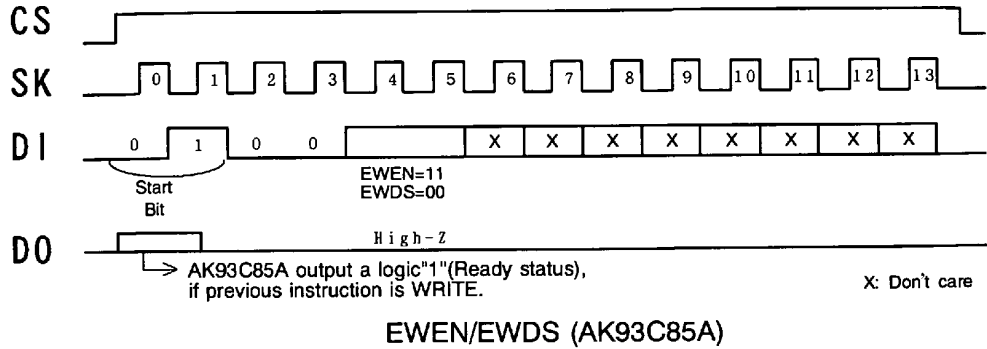 CS
SK 0 1 2 3 4 5 6 7 8 9 10 11 12 13
DI 0 1 0 0 X X X X X X X X
Start
Bit
EWEN=11
EWDS=00
DO High-Z
AK93C85A output a logic"1"(Ready status),
if previous instruction is WRITE.
X: Don't care
EWEN/EWDS (AK93C85A)